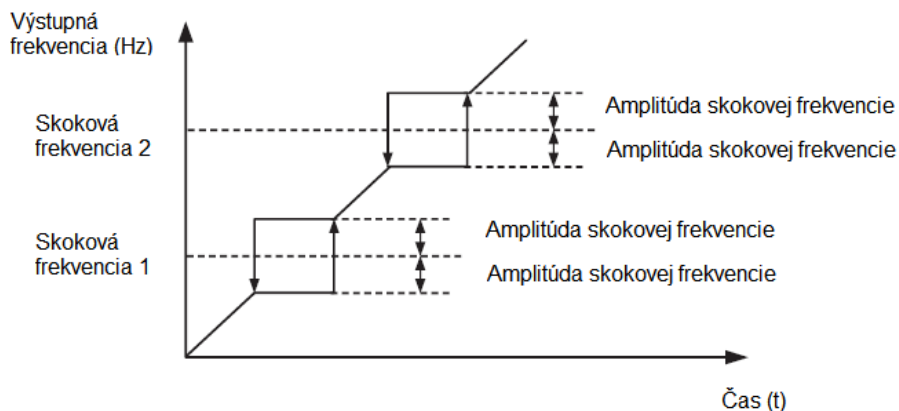 Výstupná
frekvencia (Hz)
Skoková
frekvencia 2
Amplitúda skokovej frekvencie
Amplitúda skokovej frekvencie
Skoková
frekvencia 1
Amplitúda skokovej frekvencie
Amplitúda skokovej frekvencie
Čas (t)